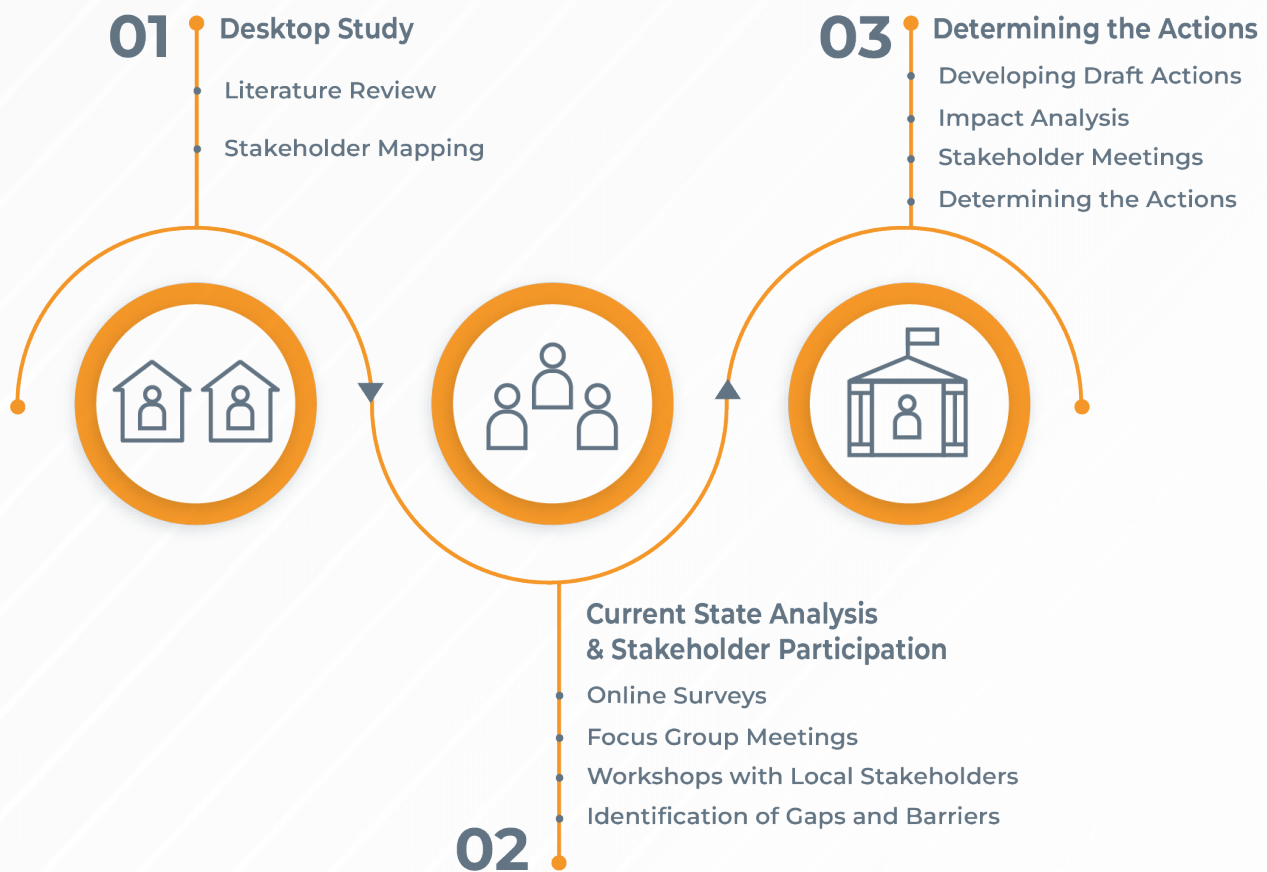 01
Desktop Study
Literature Review
Stakeholder Mapping
02
Current State Analysis
& Stakeholder Participation
Online Surveys
Focus Group Meetings
Workshops with Local Stakeholders
Identification of Gaps and Barriers
03
Determining the Actions
Developing Draft Actions
Impact Analysis
Stakeholder Meetings
Determining the Actions